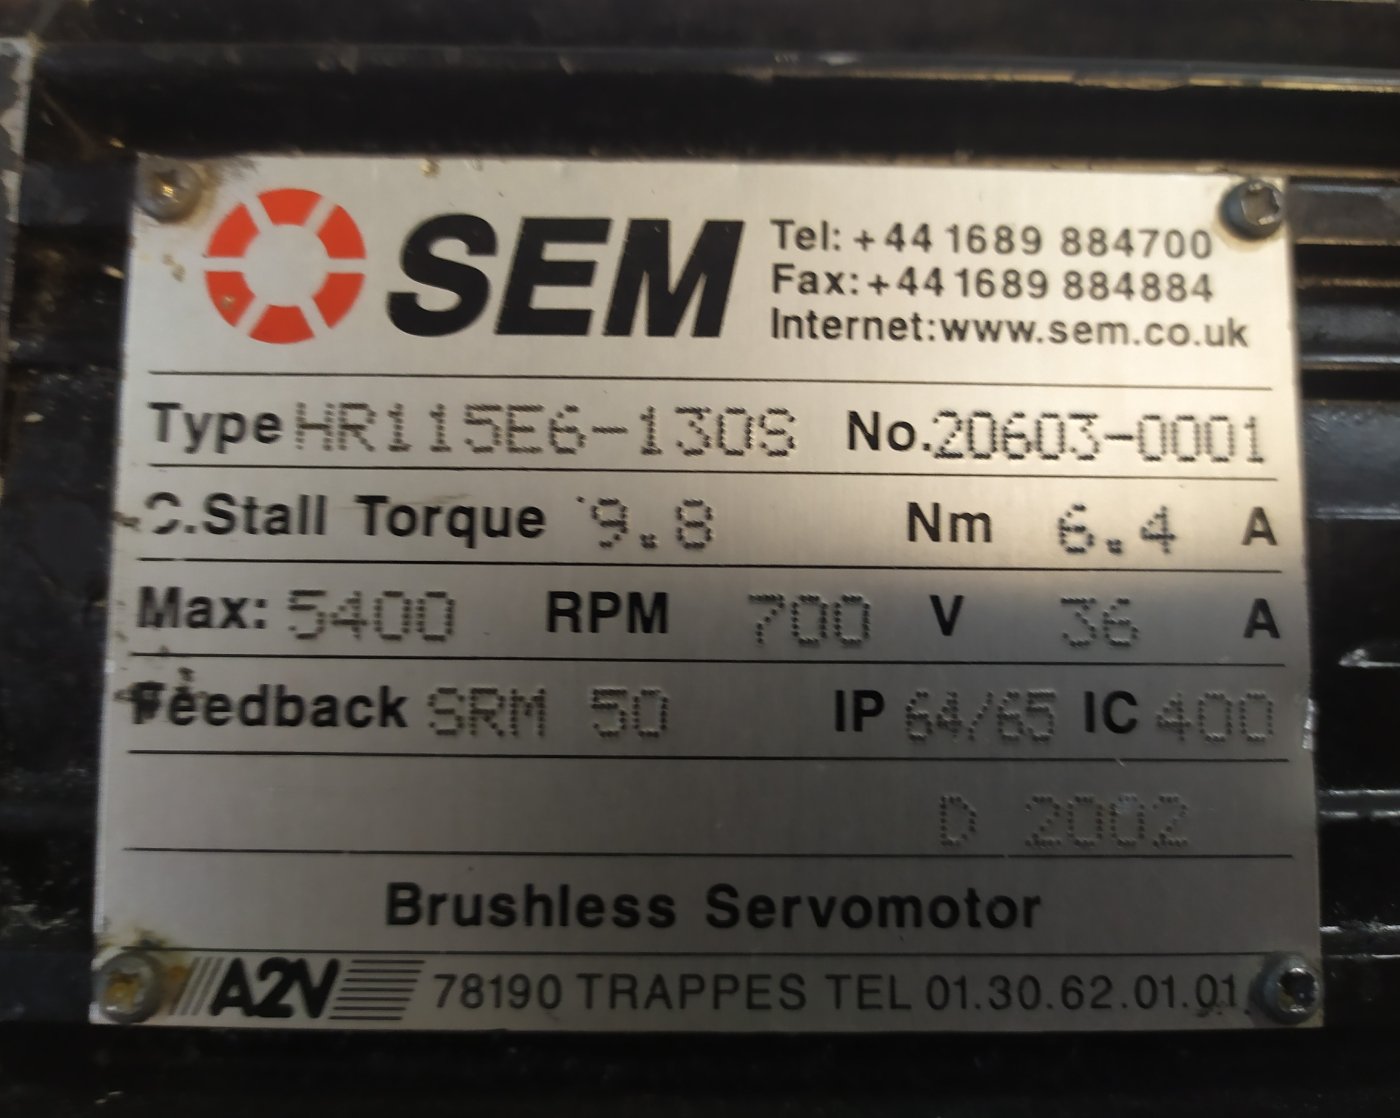 SEM
Tel: +44 1689 884700
Fax: +44 1689 884884
Internet: www.sem.co.uk
Type HR115E6-130S No. 20603-0001
C. Stall Torque 9.8 Nm 6.4 A
Max: 5400 RPM 700 V 36 A
Feedback SRM 50 IP 64/65 IC 400
D 2002
Brushless Servomotor
A2V 78190 TRAPPES TEL 01.30.62.01.01